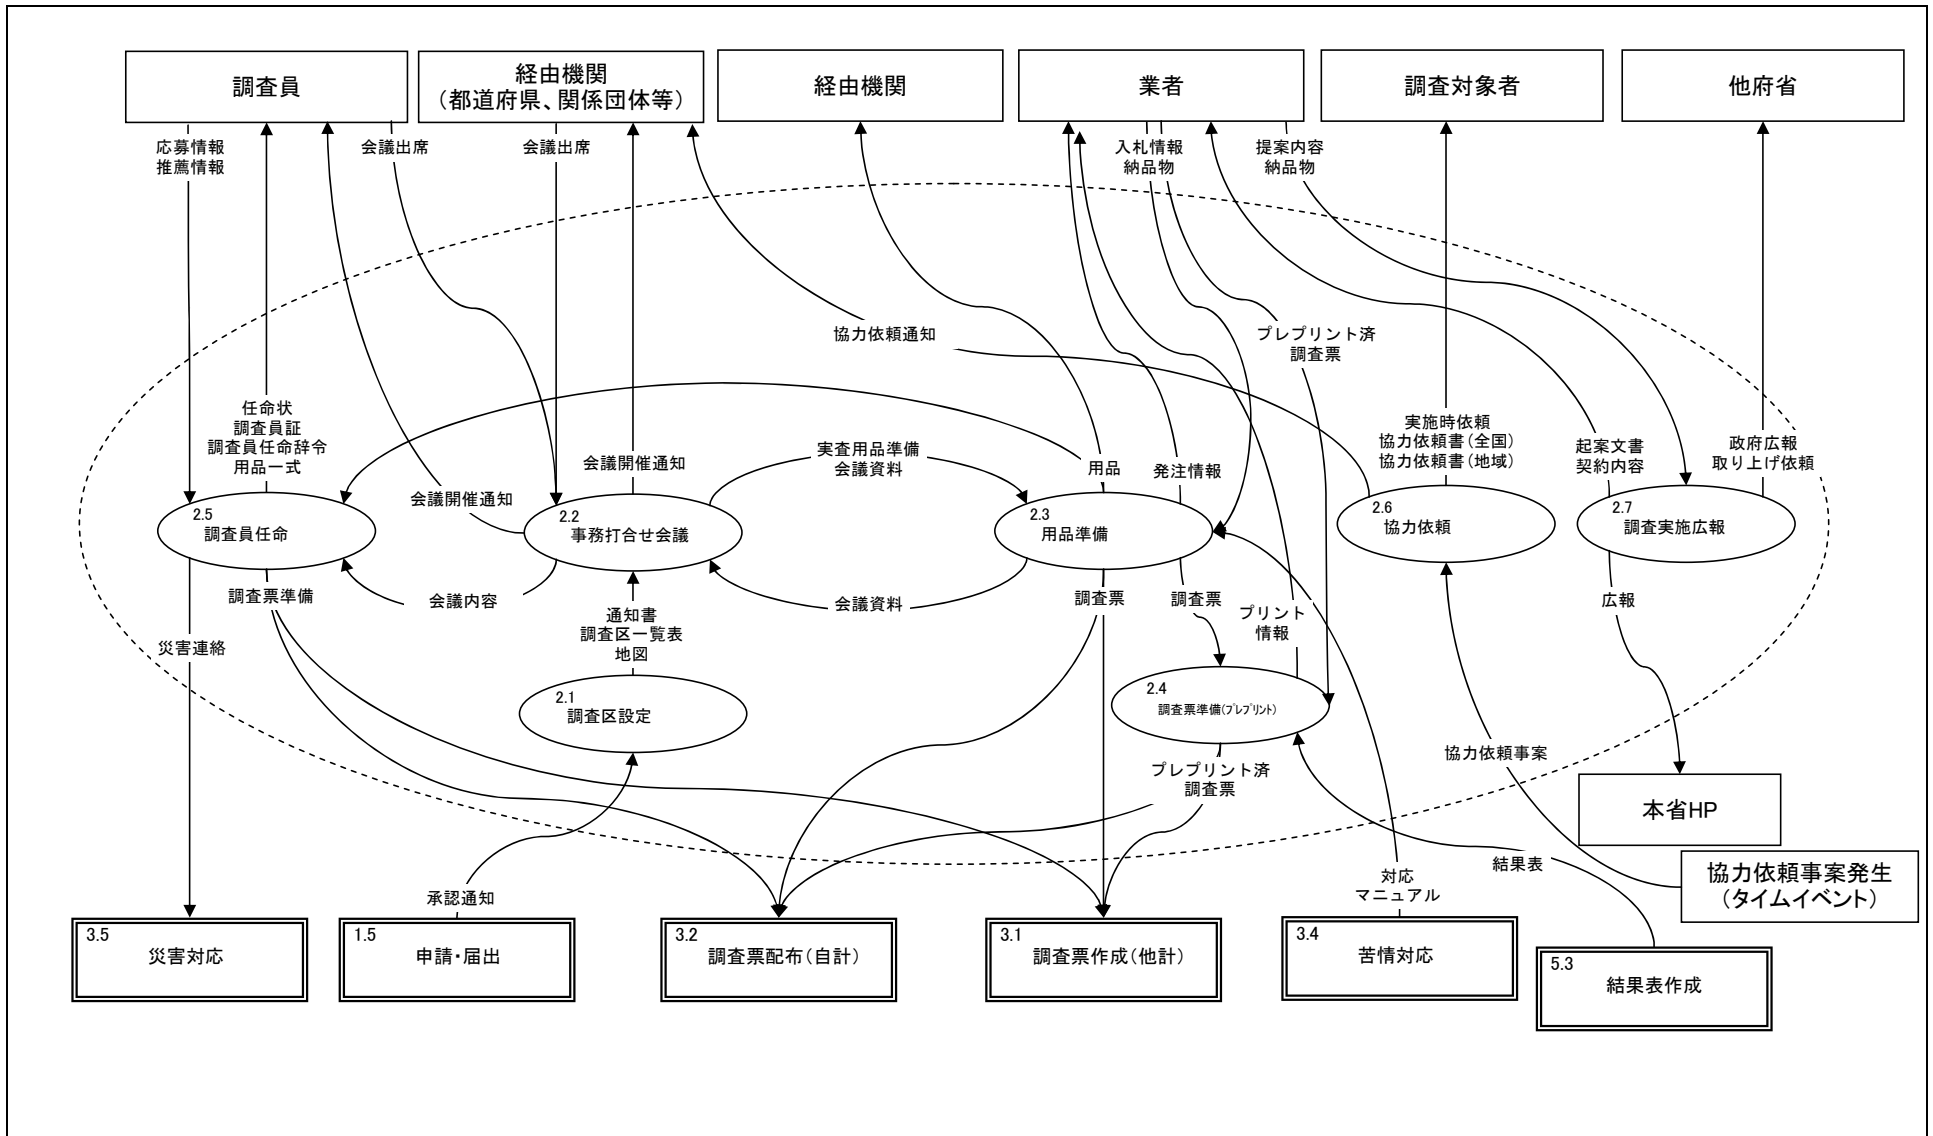 調査員
経由機関
（都道府県、関係団体等）
経由機関
業者
調査対象者
他府省
応募情報
推薦情報
会議出席
会議出席
入札情報
納品物
提案内容
納品物
協力依頼通知
プレプリント済
調査票
任命状
調査員証
調査員任命辞令
用品一式
会議開催通知
会議開催通知
実査用品準備
会議資料
用品
発注情報
実施時依頼
協力依頼書(全国)
協力依頼書(地域)
起案文書
契約内容
政府広報
取り上げ依頼
2.5
調査員任命
2.2
事務打合せ会議
2.3
用品準備
2.6
協力依頼
2.7
調査実施広報
調査票準備
会議内容
通知書
調査区一覧表
地図
会議資料
調査票
調査票
プリント
情報
広報
災害連絡
2.1
調査区設定
2.4
調査票準備(ﾌﾟﾚﾌﾟﾘﾝﾄ)
プレプリント済
調査票
協力依頼事案
本省HP
承認通知
対応
マニュアル
結果表
協力依頼事案発生
（タイムイベント）
3.5
災害対応
1.5
申請・届出
3.2
調査票配布（自計）
3.1
調査票作成（他計）
3.4
苦情対応
5.3
結果表作成